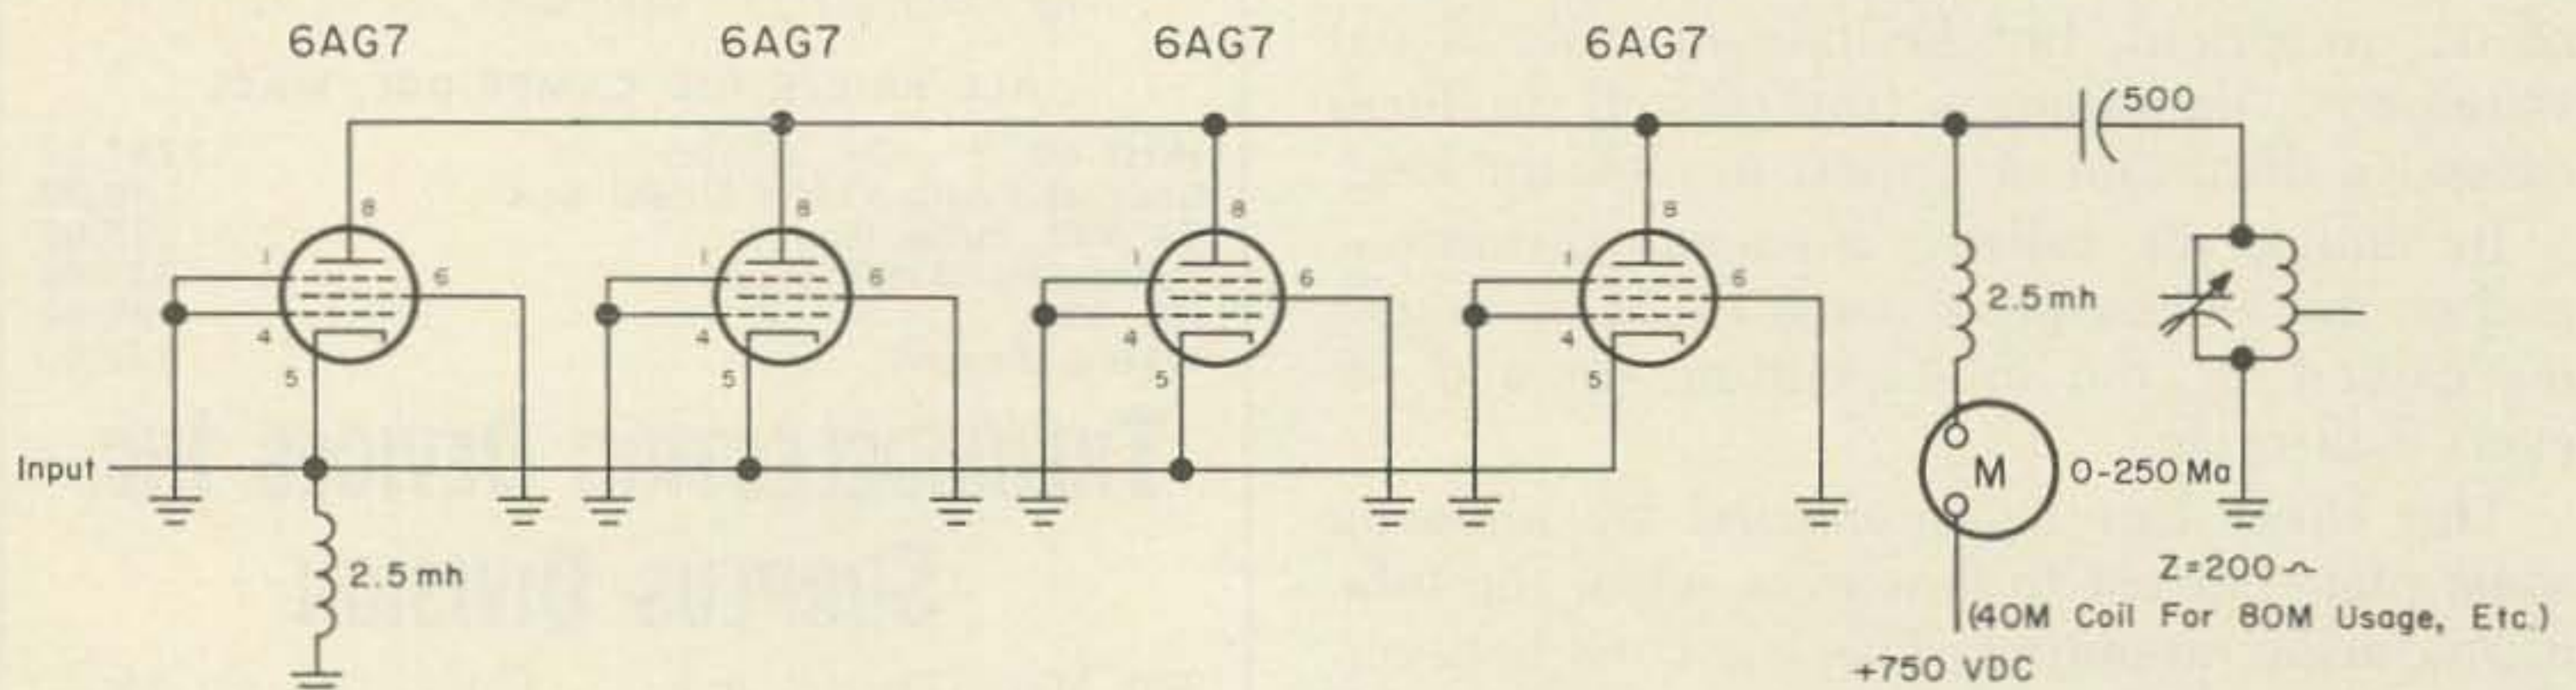 6AG7 6AG7 6AG7 6AG7
500
8 8 8 8
1 6 1 6 1 6 1 6
2.5 mh
4 4 4 4
5 5 5 5
Input
M 0-250 Ma
2.5 mh
Z=200~
(40M Coil For 80M Usage, Etc.)
+750 VDC